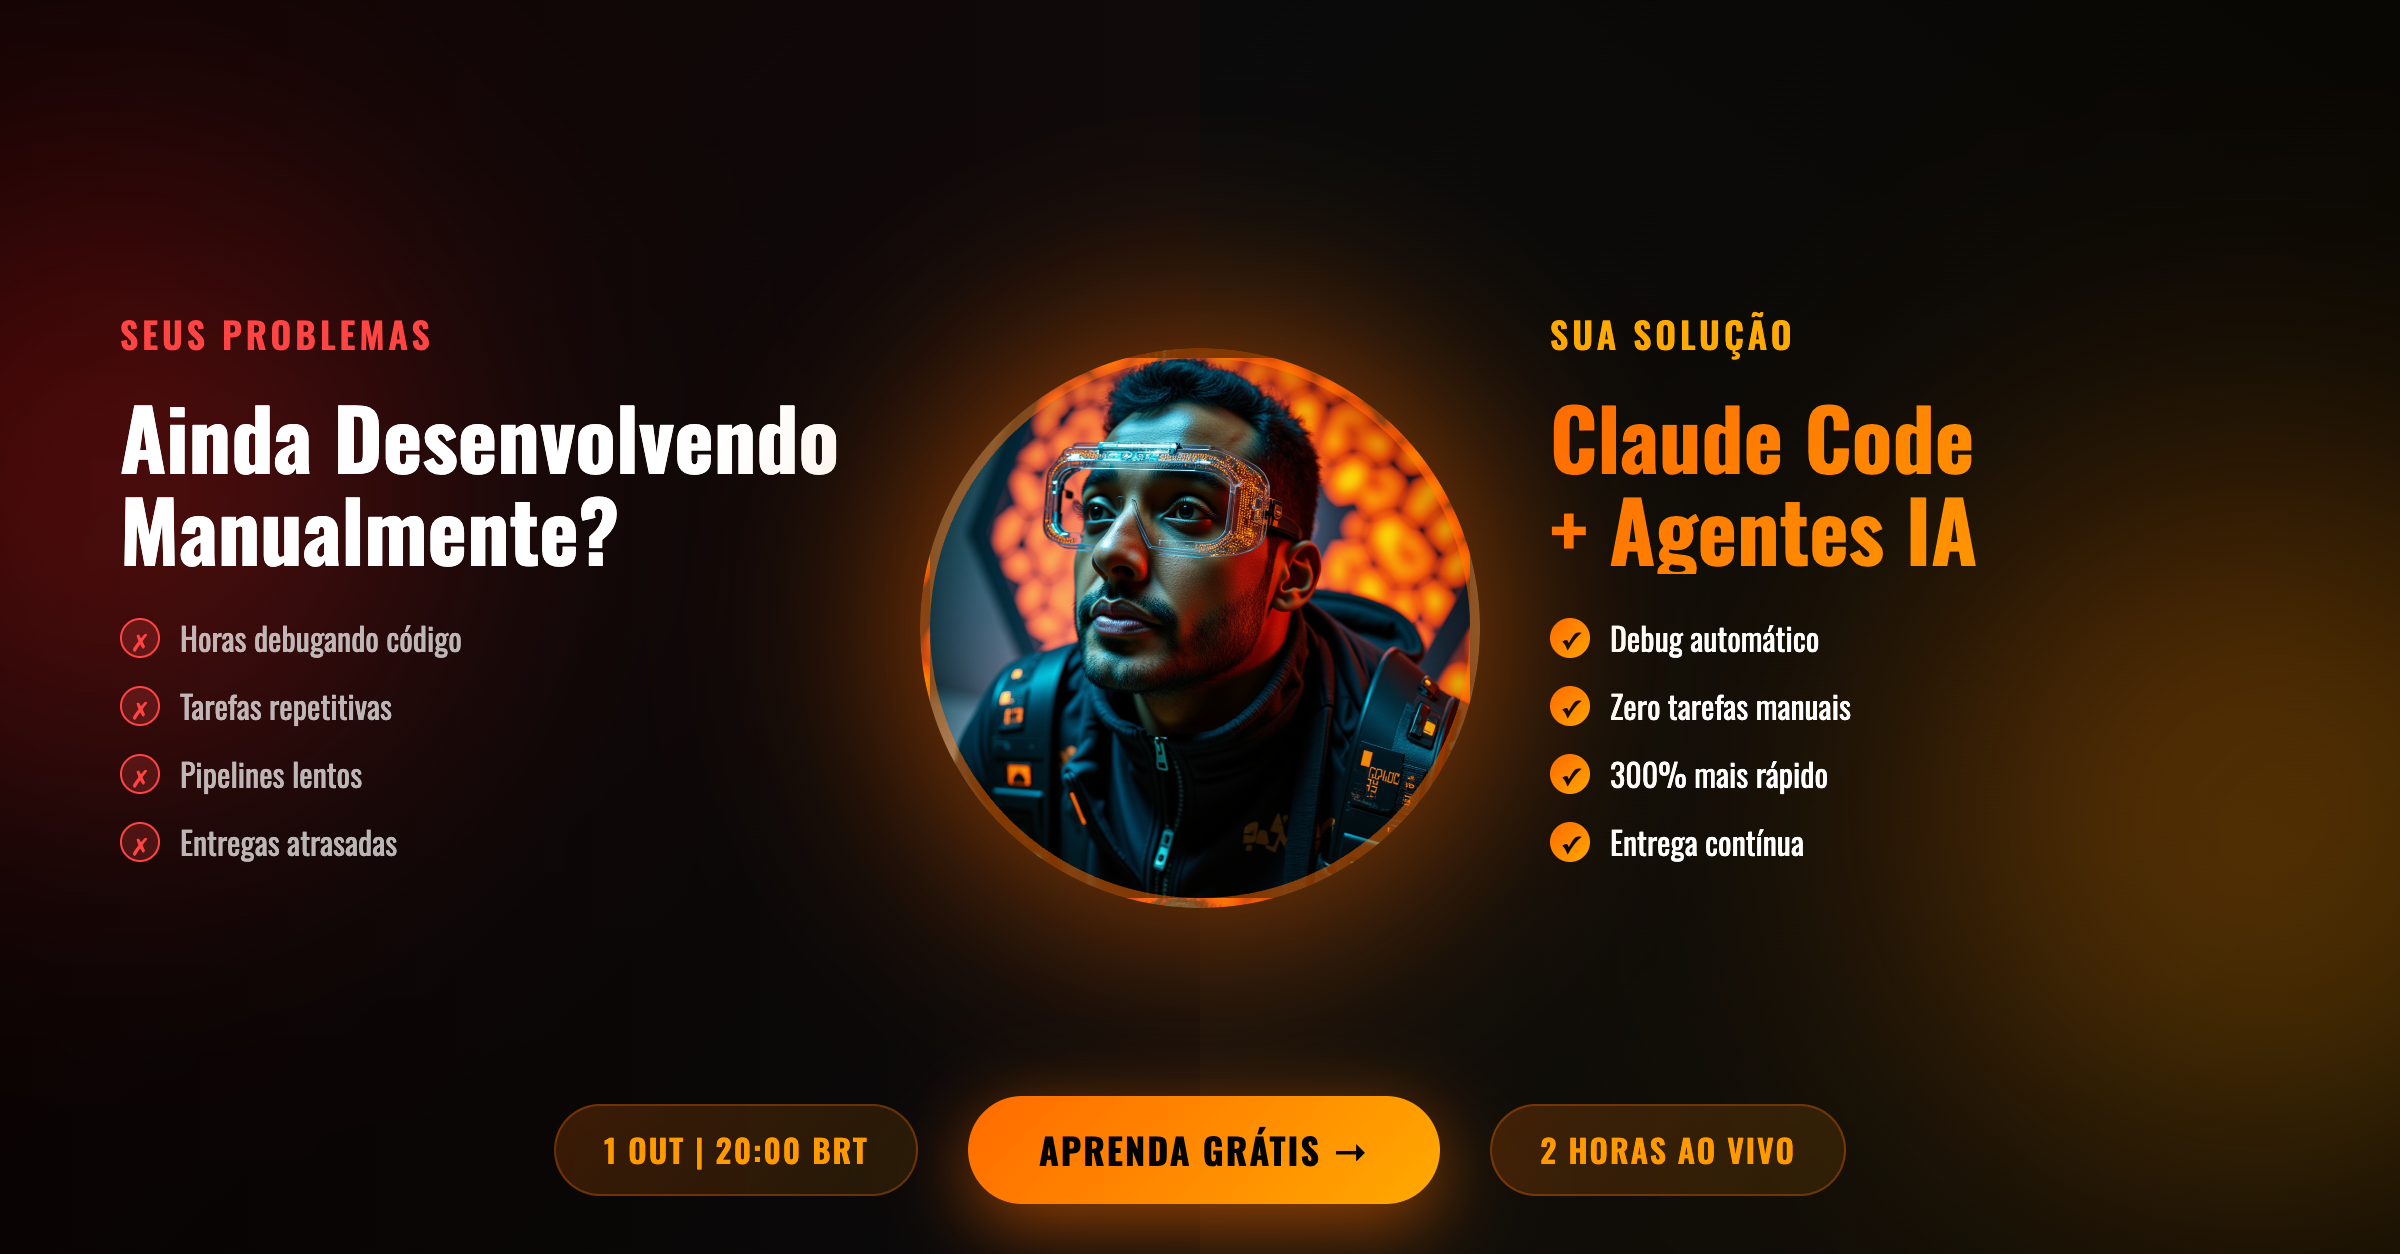 SEUS PROBLEMAS
Ainda Desenvolvendo
Manualmente?
✗ Horas debugando código
✗ Tarefas repetitivas
✗ Pipelines lentos
✗ Entregas atrasadas
SUA SOLUÇÃO
Claude Code
+ Agentes IA
✓ Debug automático
✓ Zero tarefas manuais
✓ 300% mais rápido
✓ Entrega contínua
1 OUT | 20:00 BRT
APRENDA GRÁTIS →
2 HORAS AO VIVO